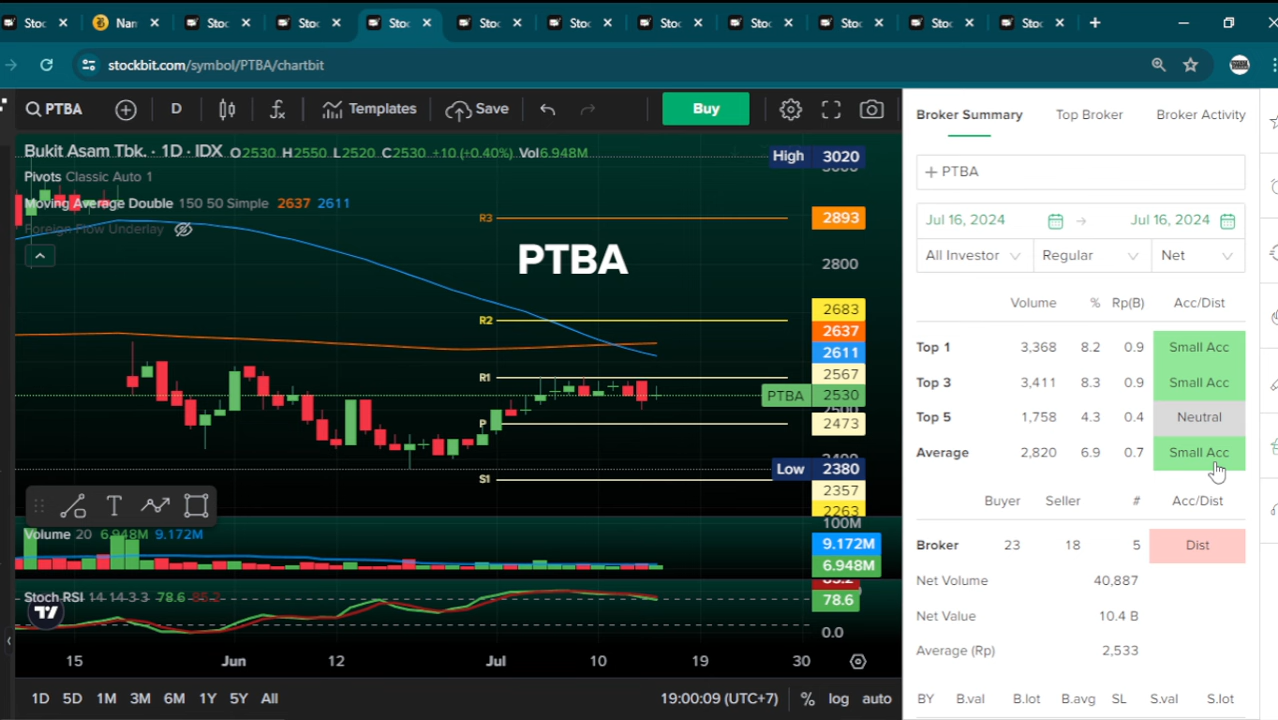 Stoc Nan Stoc Stoc Stoc Stoc Stoc Stoc Stoc Stoc Stoc Stoc
stockbit.com/symbol/PTBA/chartbit
PTBA D Templates Save Buy
Bukit Asam Tbk. · 1D · IDX O2530 H2550 L2520 C2530 +10 (+0.40%) Vol6.948M
Pivots Classic Auto 1
Moving Average Double 150 50 Simple 2637 2611
Foreign Flow Underlay
PTBA
High 3020
3000
R3 2893
2800
R2 2683
2637
2611
R1 2567
PTBA 2530
2500
P 2473
2400
Low 2380
S1 2357
2263
T
100M
Volume 20 6.948M 9.172M
9.172M
6.948M
Stoch RSI 14 14 3 3 78.6 85.2
85.2
78.6
0.0
15 Jun 12 Jul 10 19 30
1D 5D 1M 3M 6M 1Y 5Y All 19:00:09 (UTC+7) % log auto
Broker Summary Top Broker Broker Activity
+ PTBA
Jul 16, 2024 → Jul 16, 2024
All Investor Regular Net
Volume % Rp(B) Acc/Dist
Top 1 3,368 8.2 0.9 Small Acc
Top 3 3,411 8.3 0.9 Small Acc
Top 5 1,758 4.3 0.4 Neutral
Average 2,820 6.9 0.7 Small Acc
Buyer Seller # Acc/Dist
Broker 23 18 5 Dist
Net Volume 40,887
Net Value 10.4 B
Average (Rp) 2,533
BY B.val B.lot B.avg SL S.val S.lot